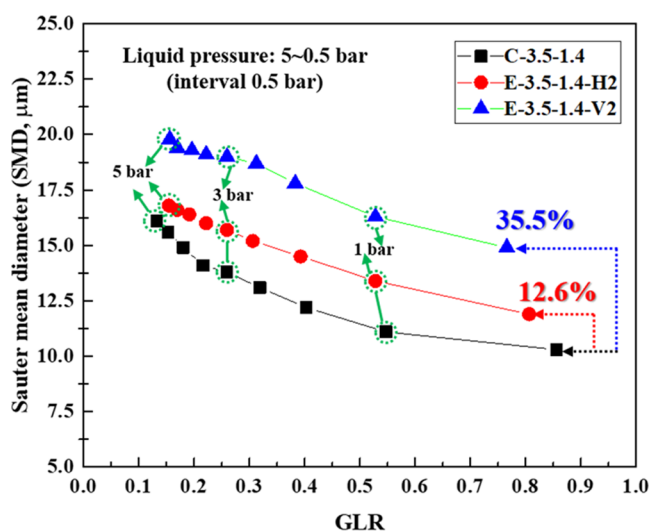 25.0
22.5
20.0
17.5
15.0
12.5
10.0
7.5
5.0
Sauter mean diameter (SMD, μm)
Liquid pressure: 5~0.5 bar
(interval 0.5 bar)
C-3.5-1.4
E-3.5-1.4-H2
E-3.5-1.4-V2
5 bar
3 bar
1 bar
35.5%
12.6%
0.0 0.1 0.2 0.3 0.4 0.5 0.6 0.7 0.8 0.9 1.0
GLR